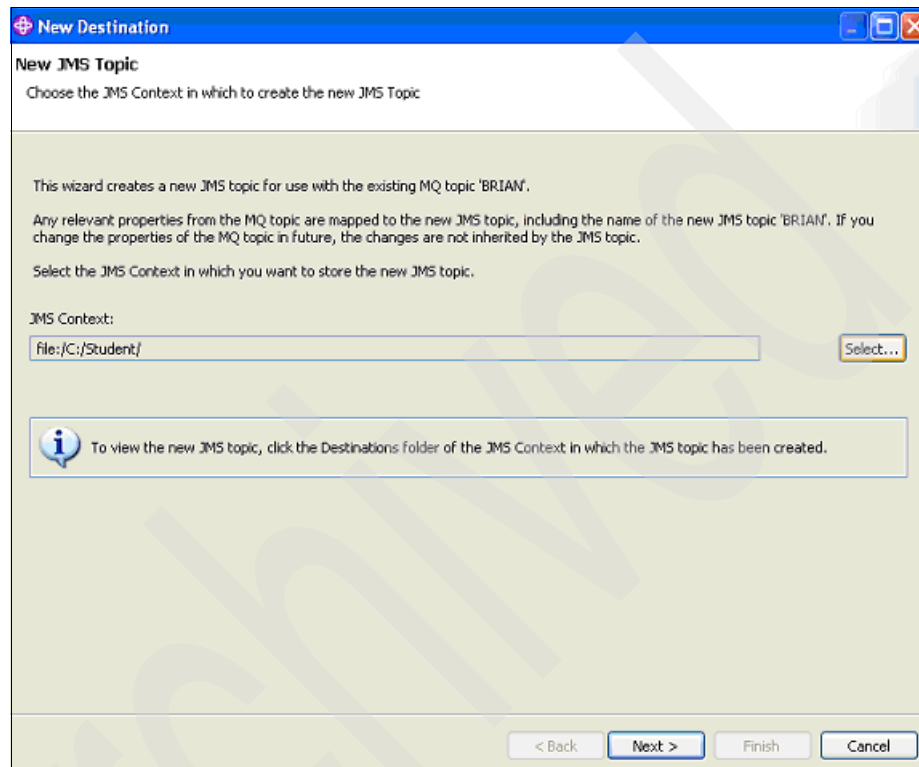 New Destination
New JMS Topic
Choose the JMS Context in which to create the new JMS Topic
This wizard creates a new JMS topic for use with the existing MQ topic 'BRIAN'.
Any relevant properties from the MQ topic are mapped to the new JMS topic, including the name of the new JMS topic 'BRIAN'. If you
change the properties of the MQ topic in future, the changes are not inherited by the JMS topic.
Select the JMS Context in which you want to store the new JMS topic.
JMS Context:
file:/C:/Student/
Select...
To view the new JMS topic, click the Destinations folder of the JMS Context in which the JMS topic has been created.
< Back
Next >
Finish
Cancel